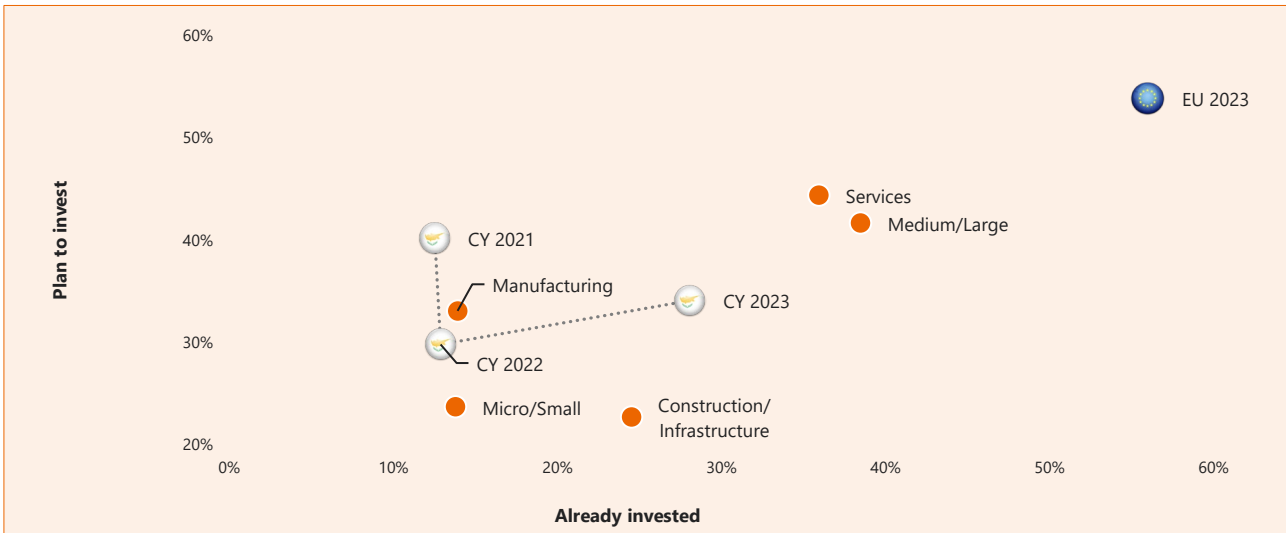 60%
EU 2023
50%
Plan to invest
Services
Medium/Large
40%
CY 2021
Manufacturing
CY 2023
30%
CY 2022
Micro/Small
Construction/
Infrastructure
20%
0%
10%
20%
30%
40%
50%
60%
Already invested